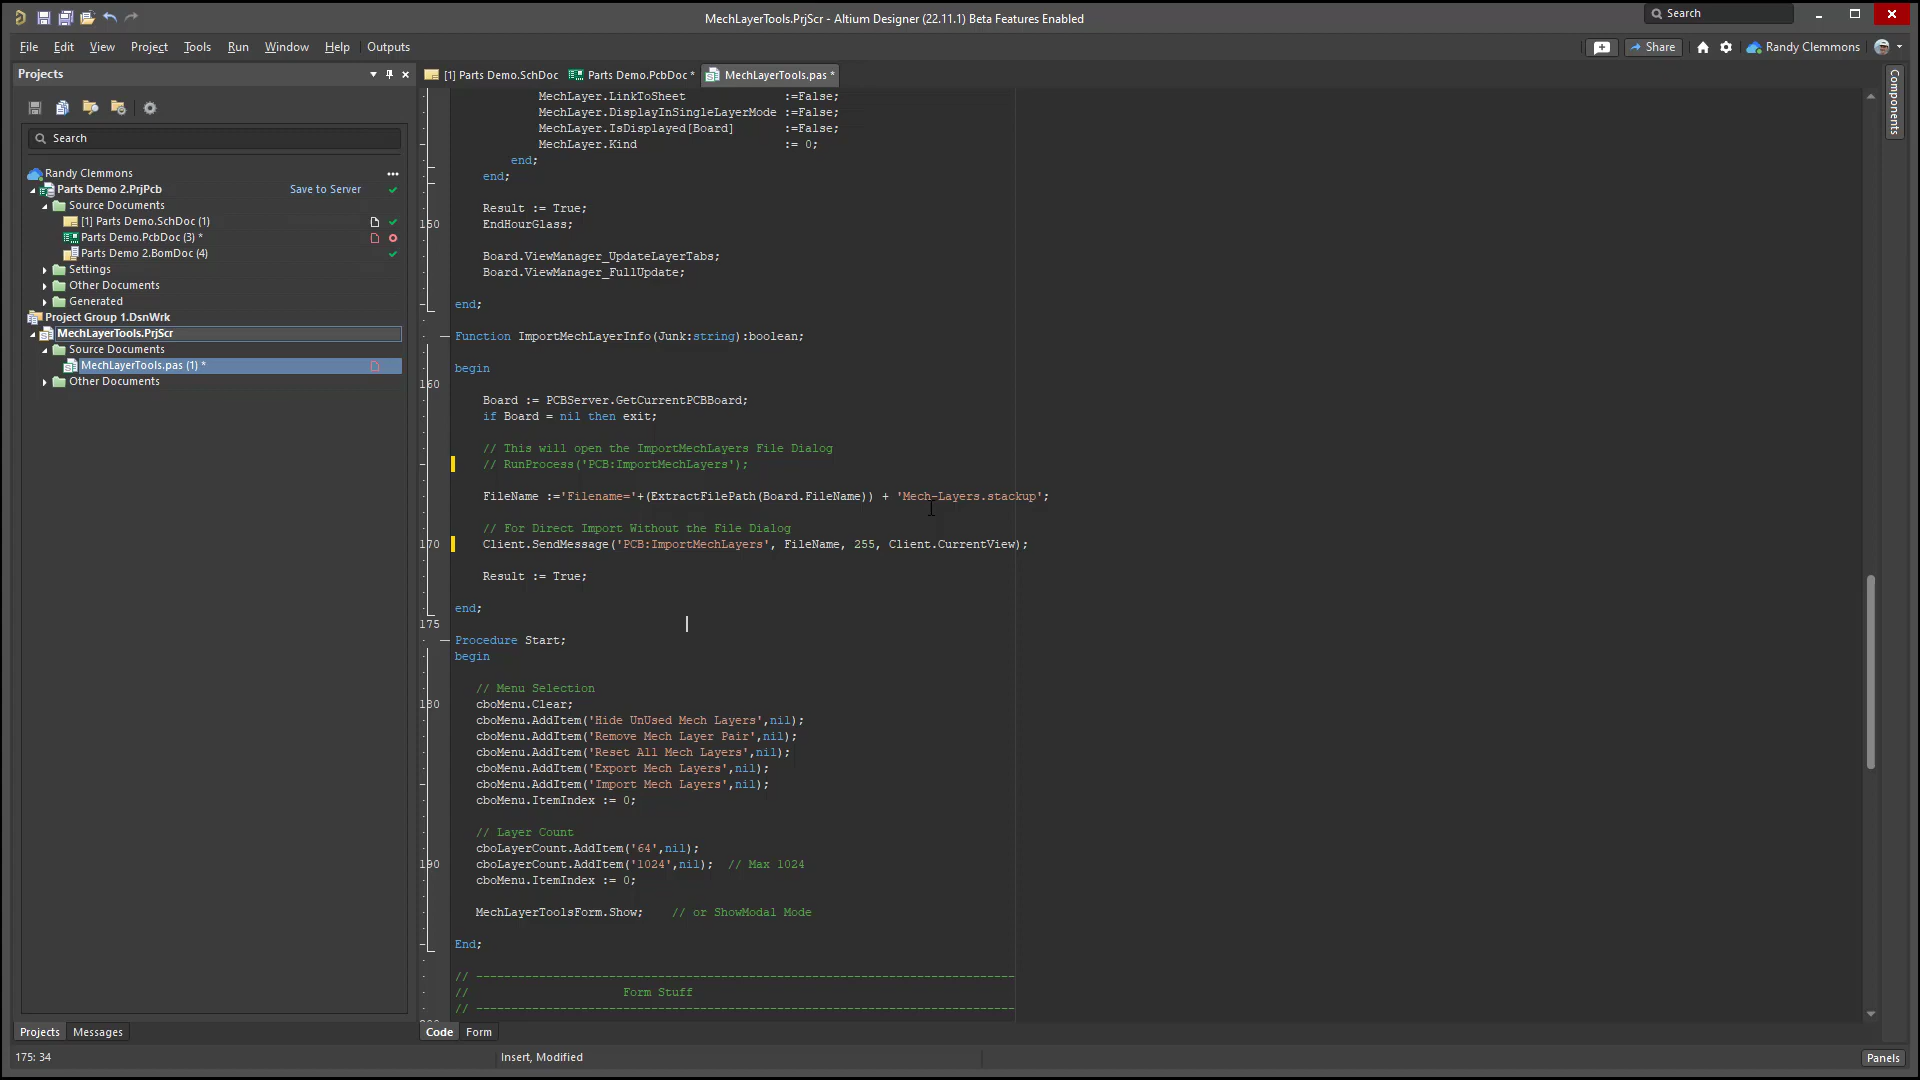 MechLayerTools.PrjScr - Altium Designer (22.11.1) Beta Features Enabled
Search
File Edit View Project Tools Run Window Help Outputs
Share
Randy Clemmons
Projects
[1] Parts Demo.SchDoc
Parts Demo.PcbDoc *
MechLayerTools.pas *
Components
Search
Randy Clemmons
Parts Demo 2.PrjPcb
Save to Server
Source Documents
[1] Parts Demo.SchDoc (1)
Parts Demo.PcbDoc (3) *
Parts Demo 2.BomDoc (4)
Settings
Other Documents
Generated
Project Group 1.DsnWrk
MechLayerTools.PrjScr
Source Documents
MechLayerTools.pas (1) *
Other Documents
MechLayer.LinkToSheet :=False;
MechLayer.DisplayInSingleLayerMode :=False;
MechLayer.IsDisplayed[Board] :=False;
MechLayer.Kind := 0;
end;
end;
Result := True;
150 EndHourGlass;
Board.ViewManager_UpdateLayerTabs;
Board.ViewManager_FullUpdate;
end;
Function ImportMechLayerInfo(Junk:string):boolean;
begin
160
Board := PCBServer.GetCurrentPCBBoard;
if Board = nil then exit;
// This will open the ImportMechLayers File Dialog
// RunProcess('PCB:ImportMechLayers');
FileName :='Filename='+(ExtractFilePath(Board.FileName)) + 'Mech-Layers.stackup';
// For Direct Import Without the File Dialog
170 Client.SendMessage('PCB:ImportMechLayers', FileName, 255, Client.CurrentView);
Result := True;
end;
175
Procedure Start;
begin
// Menu Selection
180 cboMenu.Clear;
cboMenu.AddItem('Hide UnUsed Mech Layers',nil);
cboMenu.AddItem('Remove Mech Layer Pair',nil);
cboMenu.AddItem('Reset All Mech Layers',nil);
cboMenu.AddItem('Export Mech Layers',nil);
cboMenu.AddItem('Import Mech Layers',nil);
cboMenu.ItemIndex := 0;
// Layer Count
cboLayerCount.AddItem('64',nil);
190 cboLayerCount.AddItem('1024',nil); // Max 1024
cboMenu.ItemIndex := 0;
MechLayerToolsForm.Show; // or ShowModal Mode
End;
// -----------------------------------------------------------------------------
// Form Stuff
// -----------------------------------------------------------------------------
Projects Messages
Code Form
175: 34
Insert, Modified
Panels